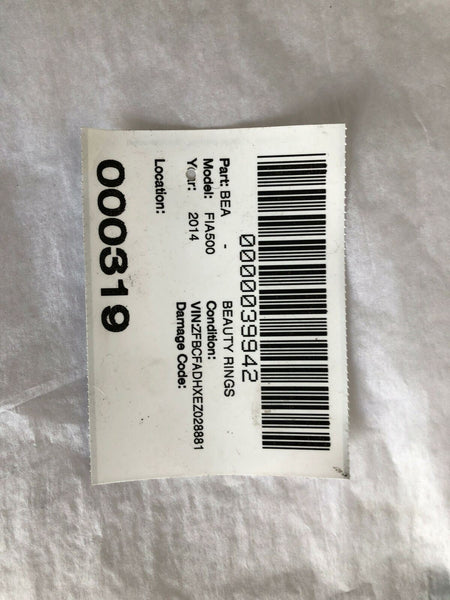 0000039942
Part: BEA - BEAUTY RINGS
Model: FIA500 Condition:
Year: 2014 VIN:ZFBCFADHXEZ028881
Damage Code:
Location:
000319